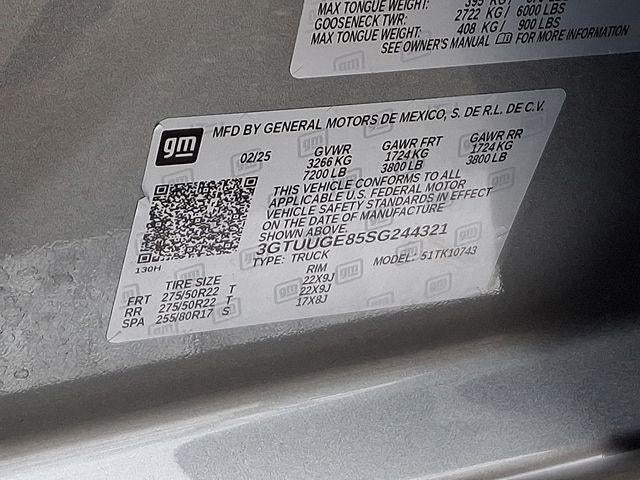 MAX TONGUE WEIGHT: 395 KG/
GOOSENECK TWR: 2722 KG/ 6000 LBS
MAX TONGUE WEIGHT: 408 KG/ 900 LBS
SEE OWNER'S MANUAL FOR MORE INFORMATION
gm
MFD BY GENERAL MOTORS DE MEXICO, S. DE R.L. DE C.V.
02/25 GVWR GAWR FRT GAWR RR
3266 KG 1724 KG 1724 KG
7200 LB 3800 LB 3800 LB
THIS VEHICLE CONFORMS TO ALL
APPLICABLE U.S. FEDERAL MOTOR
VEHICLE SAFETY STANDARDS IN EFFECT
ON THE DATE OF MANUFACTURE
SHOWN ABOVE.
3GTUUGE85SG244321
TYPE: TRUCK MODEL: 51TK10743
130H
TIRE SIZE RIM
FRT 275/50R22 T 22X9J
RR 275/50R22 T 22X9J
SPA 255/80R17 S 17X8J